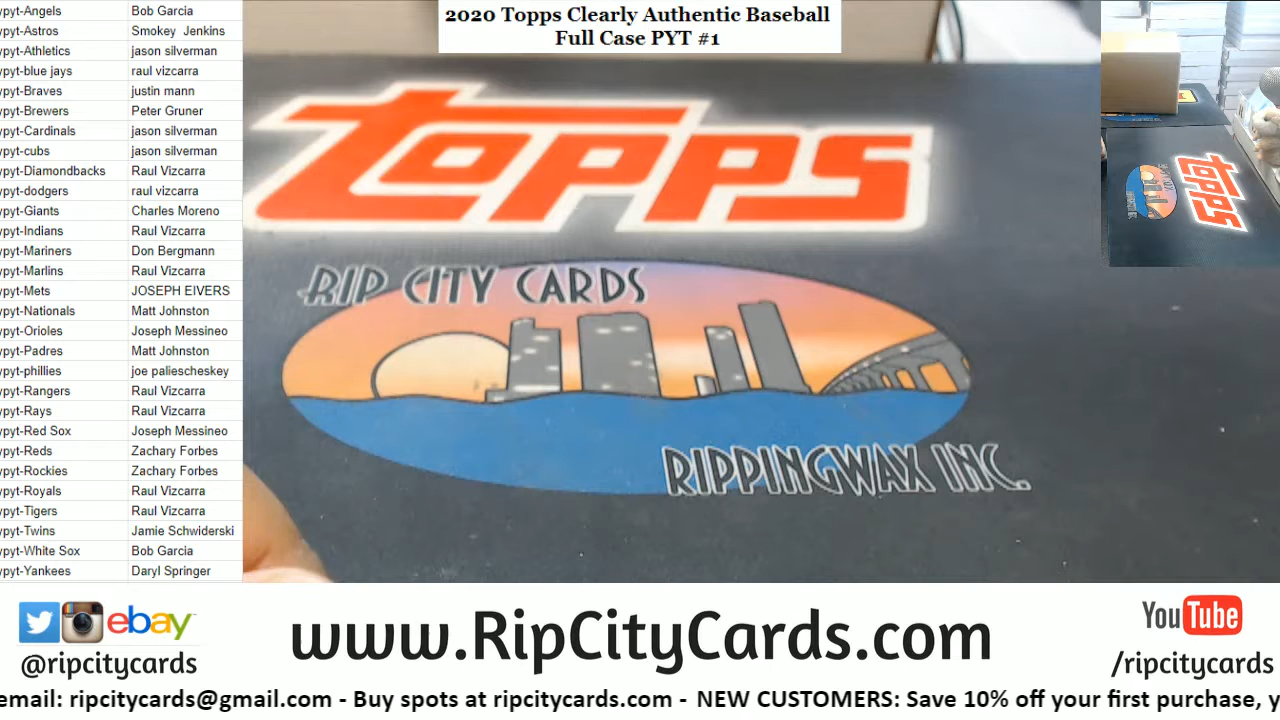 2020 Topps Clearly Authentic Baseball
Full Case PYT #1
ypyt-Angels Bob Garcia
ypyt-Astros Smokey Jenkins
ypyt-Athletics jason silverman
ypyt-blue jays raul vizcarra
ypyt-Braves justin mann
ypyt-Brewers Peter Gruner
ypyt-Cardinals jason silverman
ypyt-cubs jason silverman
ypyt-Diamondbacks Raul Vizcarra
ypyt-dodgers raul vizcarra
ypyt-Giants Charles Moreno
ypyt-Indians Raul Vizcarra
ypyt-Mariners Don Bergmann
ypyt-Marlins Raul Vizcarra
ypyt-Mets JOSEPH EIVERS
ypyt-Nationals Matt Johnston
ypyt-Orioles Joseph Messineo
ypyt-Padres Matt Johnston
ypyt-phillies joe paliescheskey
ypyt-Rangers Raul Vizcarra
ypyt-Rays Raul Vizcarra
ypyt-Red Sox Joseph Messineo
ypyt-Reds Zachary Forbes
ypyt-Rockies Zachary Forbes
ypyt-Royals Raul Vizcarra
ypyt-Tigers Raul Vizcarra
ypyt-Twins Jamie Schwiderski
ypyt-White Sox Bob Garcia
ypyt-Yankees Daryl Springer
topps
RIP CITY CARDS
RIPPINGWAX INC.
topps
ebay
@ripcitycards
www.RipCityCards.com
YouTube
/ripcitycards
email: ripcitycards@gmail.com - Buy spots at ripcitycards.com - NEW CUSTOMERS: Save 10% off your first purchase, y